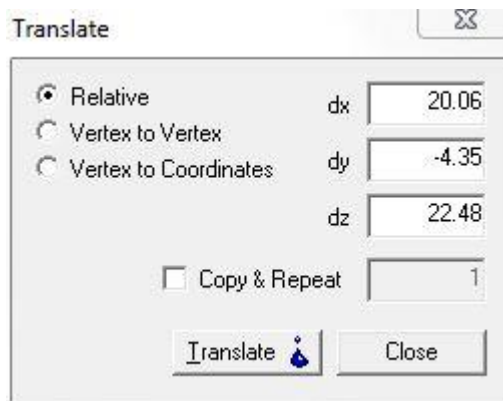 Translate
Relative dx 20.06
Vertex to Vertex
Vertex to Coordinates dy -4.35
dz 22.48
Copy & Repeat 1
Translate Close